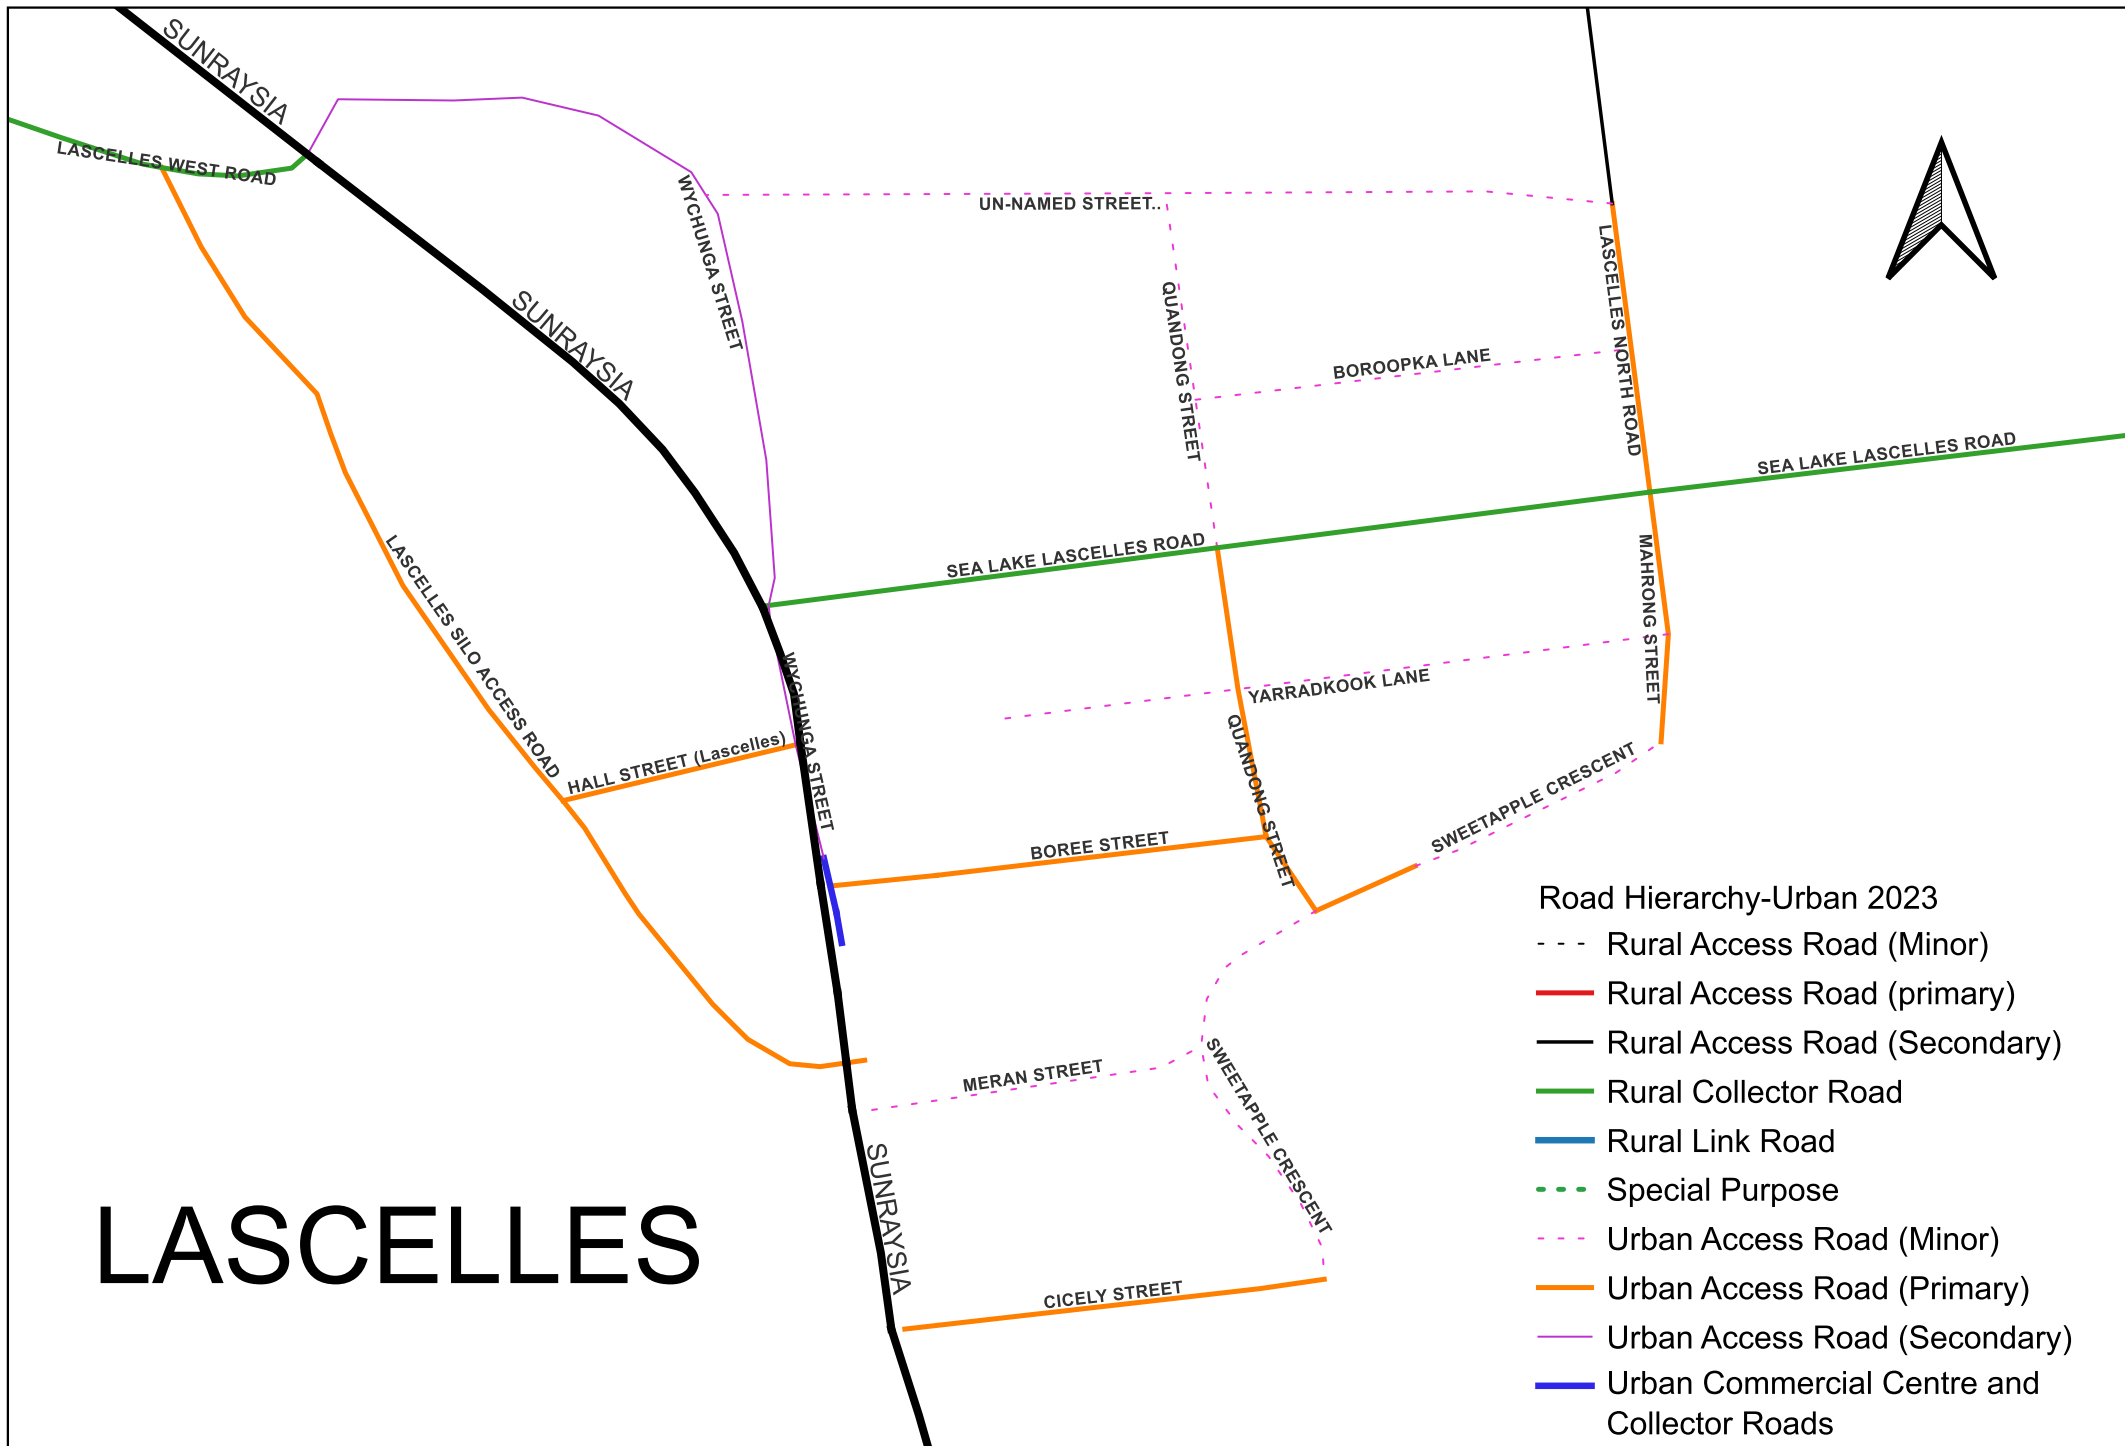 SUNRAYSIA
LASCELLES WEST ROAD
WYCHUNGA STREET
UN-NAMED STREET..
LASCELLES NORTH ROAD
QUANDONG STREET
SUNRAYSIA
BOROOPKA LANE
SEA LAKE LASCELLES ROAD
SEA LAKE LASCELLES ROAD
LASCELLES SILO ACCESS ROAD
MAHRONG STREET
WYCHUNGA STREET
YARRADKOOK LANE
HALL STREET (Lascelles)
QUANDONG STREET
SWEETAPPLE CRESCENT
BOREE STREET
MERAN STREET
SWEETAPPLE CRESCENT
SUNRAYSIA
CICELY STREET
LASCELLES
Road Hierarchy-Urban 2023
Rural Access Road (Minor)
Rural Access Road (primary)
Rural Access Road (Secondary)
Rural Collector Road
Rural Link Road
Special Purpose
Urban Access Road (Minor)
Urban Access Road (Primary)
Urban Access Road (Secondary)
Urban Commercial Centre and
Collector Roads